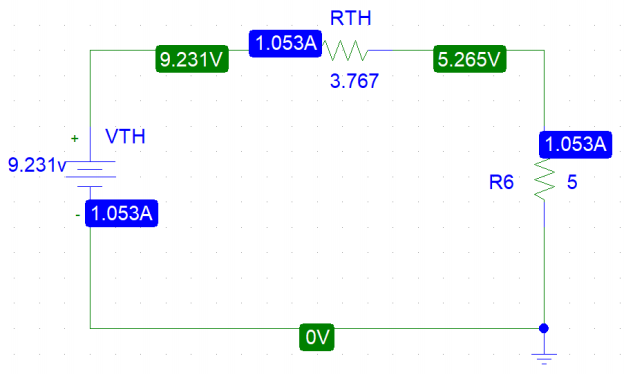 RTH
1.053A
9.231V
5.265V
3.767
+
VTH
9.231v
1.053A
R6
5
-
1.053A
0V